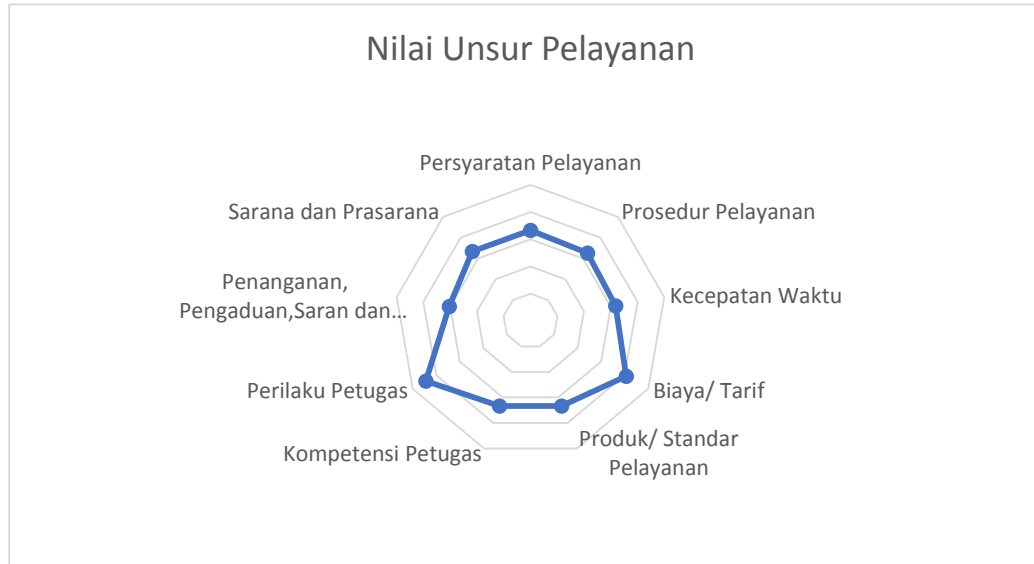 Nilai Unsur Pelayanan
Persyaratan Pelayanan
Sarana dan Prasarana
Prosedur Pelayanan
Penanganan,
Pengaduan,Saran dan...
Kecepatan Waktu
Perilaku Petugas
Biaya/ Tarif
Kompetensi Petugas
Produk/ Standar
Pelayanan